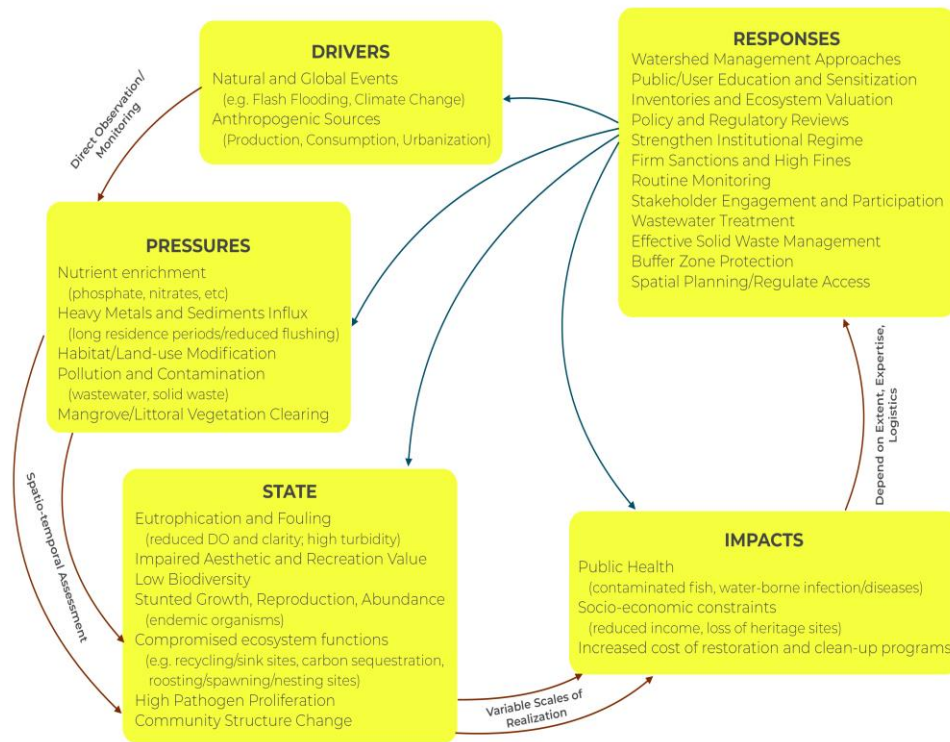 DRIVERS
Natural and Global Events
(e.g. Flash Flooding, Climate Change)
Anthropogenic Sources
(Production, Consumption, Urbanization)
RESPONSES
Watershed Management Approaches
Public/User Education and Sensitization
Inventories and Ecosystem Valuation
Policy and Regulatory Reviews
Strengthen Institutional Regime
Firm Sanctions and High Fines
Routine Monitoring
Stakeholder Engagement and Participation
Wastewater Treatment
Effective Solid Waste Management
Buffer Zone Protection
Spatial Planning/Regulate Access
Direct Observation/
Monitoring
PRESSURES
Nutrient enrichment
(phosphate, nitrates, etc)
Heavy Metals and Sediments Influx
(long residence periods/reduced flushing)
Habitat/Land-use Modification
Pollution and Contamination
(wastewater, solid waste)
Mangrove/Littoral Vegetation Clearing
Spatio-temporal Assessment
STATE
Eutrophication and Fouling
(reduced DO and clarity; high turbidity)
Impaired Aesthetic and Recreation Value
Low Biodiversity
Stunted Growth, Reproduction, Abundance
(endemic organisms)
Compromised ecosystem functions
(e.g. recycling/sink sites, carbon sequestration,
roosting/spawning/nesting sites)
High Pathogen Proliferation
Community Structure Change
Variable Scales of
Realization
IMPACTS
Public Health
(contaminated fish, water-borne infection/diseases)
Socio-economic constraints
(reduced income, loss of heritage sites)
Increased cost of restoration and clean-up programs
Depend on Extent, Expertise,
Logistics